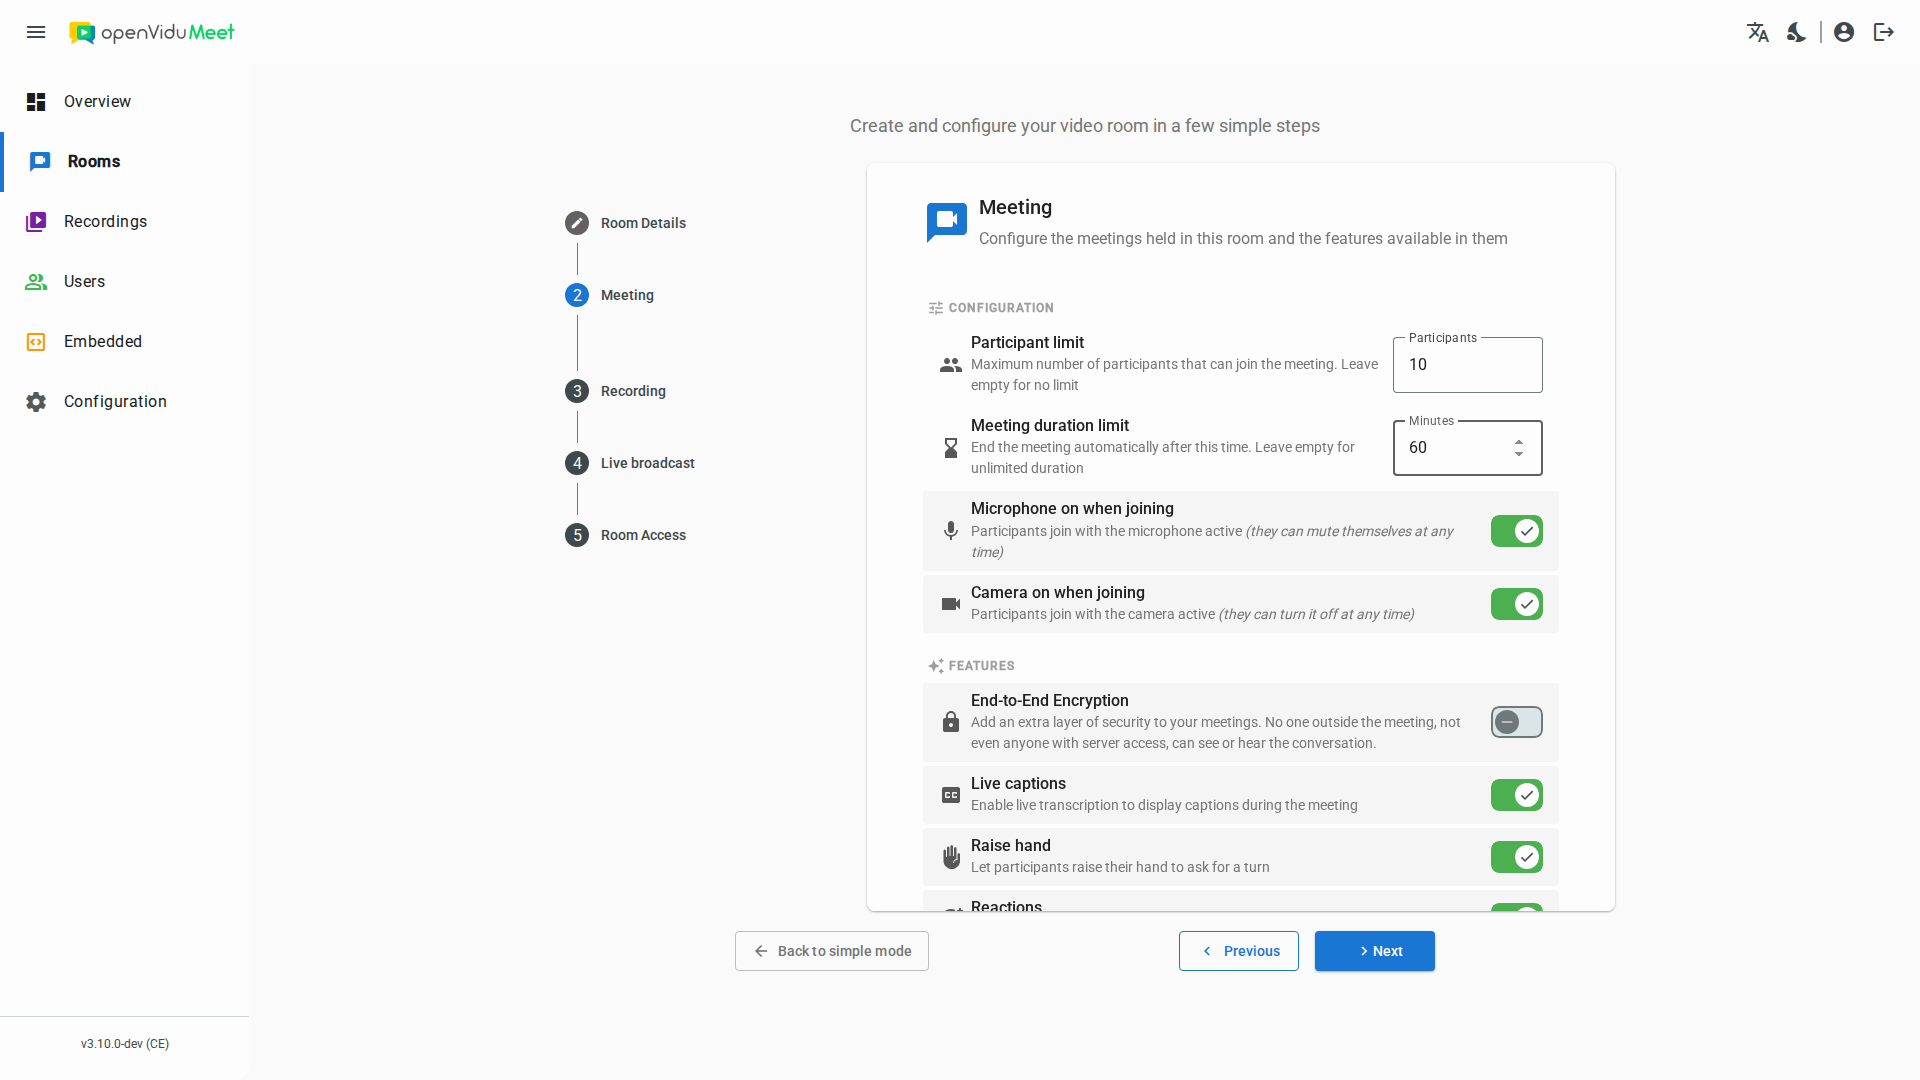 openVidu Meet
Overview
Rooms
Recordings
Users
Embedded
Configuration
v3.10.0-dev (CE)
Create and configure your video room in a few simple steps
Room Details
2 Meeting
3 Recording
4 Live broadcast
5 Room Access
Meeting
Configure the meetings held in this room and the features available in them
CONFIGURATION
Participant limit
Maximum number of participants that can join the meeting. Leave
empty for no limit
Participants
10
Meeting duration limit
End the meeting automatically after this time. Leave empty for
unlimited duration
Minutes
60
Microphone on when joining
Participants join with the microphone active (they can mute themselves at any
time)
Camera on when joining
Participants join with the camera active (they can turn it off at any time)
FEATURES
End-to-End Encryption
Add an extra layer of security to your meetings. No one outside the meeting, not
even anyone with server access, can see or hear the conversation.
CC
Live captions
Enable live transcription to display captions during the meeting
Raise hand
Let participants raise their hand to ask for a turn
Reactions
Back to simple mode
Previous
Next